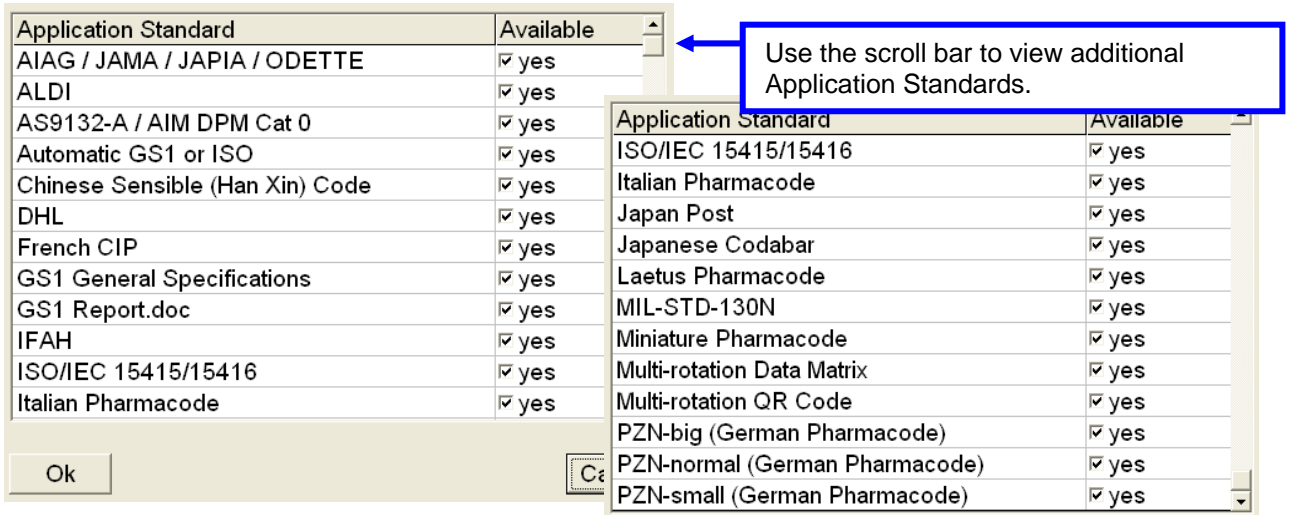 Application Standard Available
AIAG / JAMA / JAPIA / ODETTE yes
ALDI yes
AS9132-A / AIM DPM Cat 0 yes
Automatic GS1 or ISO yes
Chinese Sensible (Han Xin) Code yes
DHL yes
French CIP yes
GS1 General Specifications yes
GS1 Report.doc yes
IFAH yes
ISO/IEC 15415/15416 yes
Italian Pharmacode yes
Ok
Use the scroll bar to view additional
Application Standards.
Application Standard Available
ISO/IEC 15415/15416 yes
Italian Pharmacode yes
Japan Post yes
Japanese Codabar yes
Laetus Pharmacode yes
MIL-STD-130N yes
Miniature Pharmacode yes
Multi-rotation Data Matrix yes
Multi-rotation QR Code yes
PZN-big (German Pharmacode) yes
PZN-normal (German Pharmacode) yes
PZN-small (German Pharmacode) yes